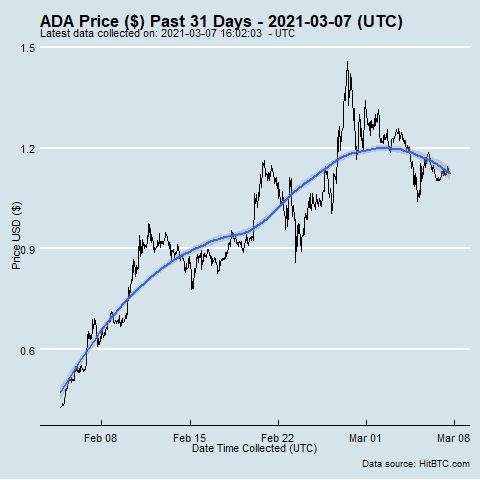 ADA Price ($) Past 31 Days - 2021-03-07 (UTC)
Latest data collected on: 2021-03-07 16:02:03 - UTC
1.5
1.2
0.9
0.6
Price USD ($)
Feb 08
Feb 15
Feb 22
Mar 01
Mar 08
Date Time Collected (UTC)
Data source: HitBTC.com